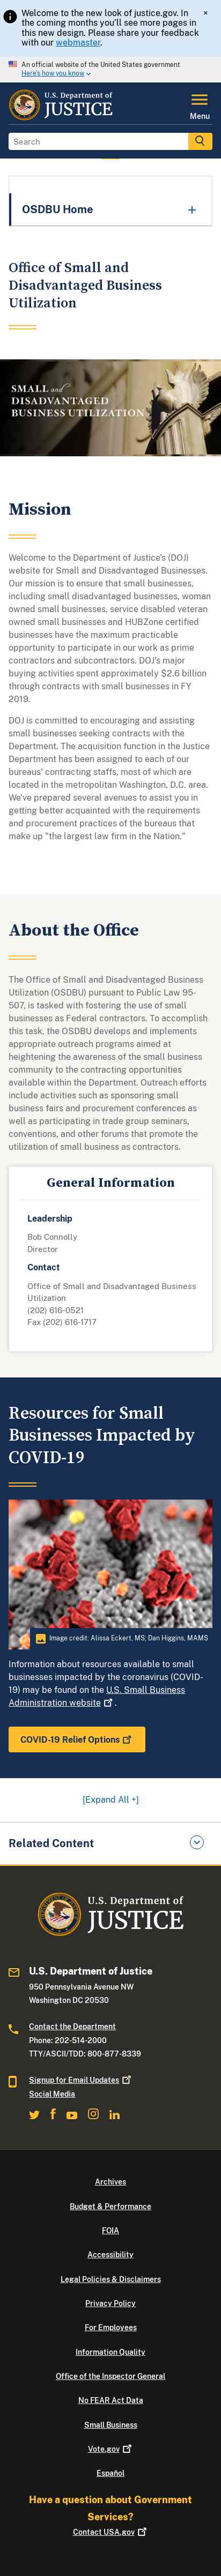 Welcome to the new look of justice.gov. In
the coming months you'll see more pages in
this new design. Please share your feedback
with our webmaster.
×
An official website of the United States government
Here's how you know
U.S. Department of
JUSTICE
Menu
Search
OSDBU Home
Office of Small and
Disadvantaged Business
Utilization
SMALL and
DISADVANTAGED
BUSINESS UTILIZATION
Mission
Welcome to the Department of Justice's (DOJ)
website for Small and Disadvantaged Businesses.
Our mission is to ensure that small businesses,
including small disadvantaged businesses, woman-
owned small businesses, service disabled veteran
owned small businesses and HUBZone certified
businesses have the maximum practicable
opportunity to participate in our work as prime
contractors and subcontractors. DOJ's major
buying activities spent approximately $2.6 billion
through contracts with small businesses in FY
2019.
DOJ is committed to encouraging and assisting
small businesses seeking contracts with the
Department. The acquisition function in the Justice
Department has been assigned to each of our
bureaus' contracting staffs, most of which are
located in the metropolitan Washington, D.C. area.
We've prepared several avenues to assist you in
getting better acquainted with the requirements
and procurement opportunities of the bureaus that
make up "the largest law firm in the Nation."
About the Office
The Office of Small and Disadvantaged Business
Utilization (OSDBU) pursuant to Public Law 95-
507, is tasked with fostering the use of small
businesses as Federal contractors. To accomplish
this task, the OSDBU develops and implements
appropriate outreach programs aimed at
heightening the awareness of the small business
community to the contracting opportunities
available within the Department. Outreach efforts
include activities such as sponsoring small
business fairs and procurement conferences as
well as participating in trade group seminars,
conventions, and other forums that promote the
utilization of small business as contractors.
General Information
Leadership
Bob Connolly
Director
Contact
Office of Small and Disadvantaged Business
Utilization
(202) 616-0521
Fax (202) 616-1717
Resources for Small
Businesses Impacted by
COVID-19
Image credit: Alissa Eckert, MS; Dan Higgins, MAMS
Information about resources available to small
businesses impacted by the coronavirus (COVID-
19) may be found on the U.S. Small Business
Administration website .
COVID-19 Relief Options
[Expand All +]
Related Content
U.S. Department of
JUSTICE
U.S. Department of Justice
950 Pennsylvania Avenue NW
Washington DC 20530
Contact the Department
Phone: 202-514-2000
TTY/ASCII/TDD: 800-877-8339
Signup for Email Updates
Social Media
Archives
Budget & Performance
FOIA
Accessibility
Legal Policies & Disclaimers
Privacy Policy
For Employees
Information Quality
Office of the Inspector General
No FEAR Act Data
Small Business
Vote.gov
Español
Have a question about Government
Services?
Contact USA.gov